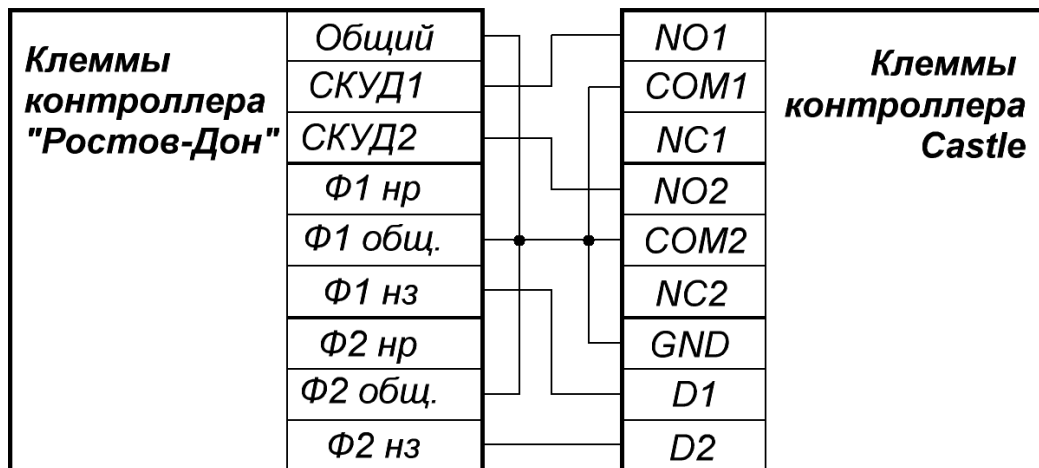 Клеммы
контроллера
"Ростов-Дон"
Общий
СКУД1
СКУД2
Ф1 нр
Ф1 общ.
Ф1 нз
Ф2 нр
Ф2 общ.
Ф2 нз
NO1
COM1
NC1
NO2
COM2
NC2
GND
D1
D2
Клеммы
контроллера
Castle